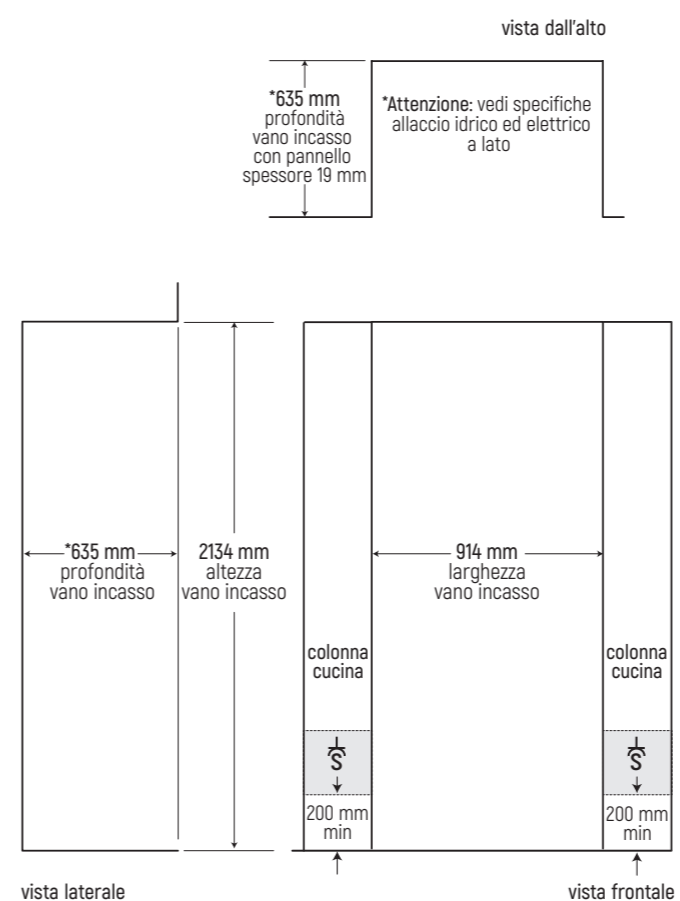 vista dall'alto
*635 mm
profondità
vano incasso
con pannello
spessore 19 mm
*Attenzione: vedi specifiche
allaccio idrico ed elettrico
a lato
*635 mm
profondità
vano incasso
2134 mm
altezza
vano incasso
914 mm
larghezza
vano incasso
colonna
cucina
colonna
cucina
S
S
200 mm
min
200 mm
min
vista laterale
vista frontale